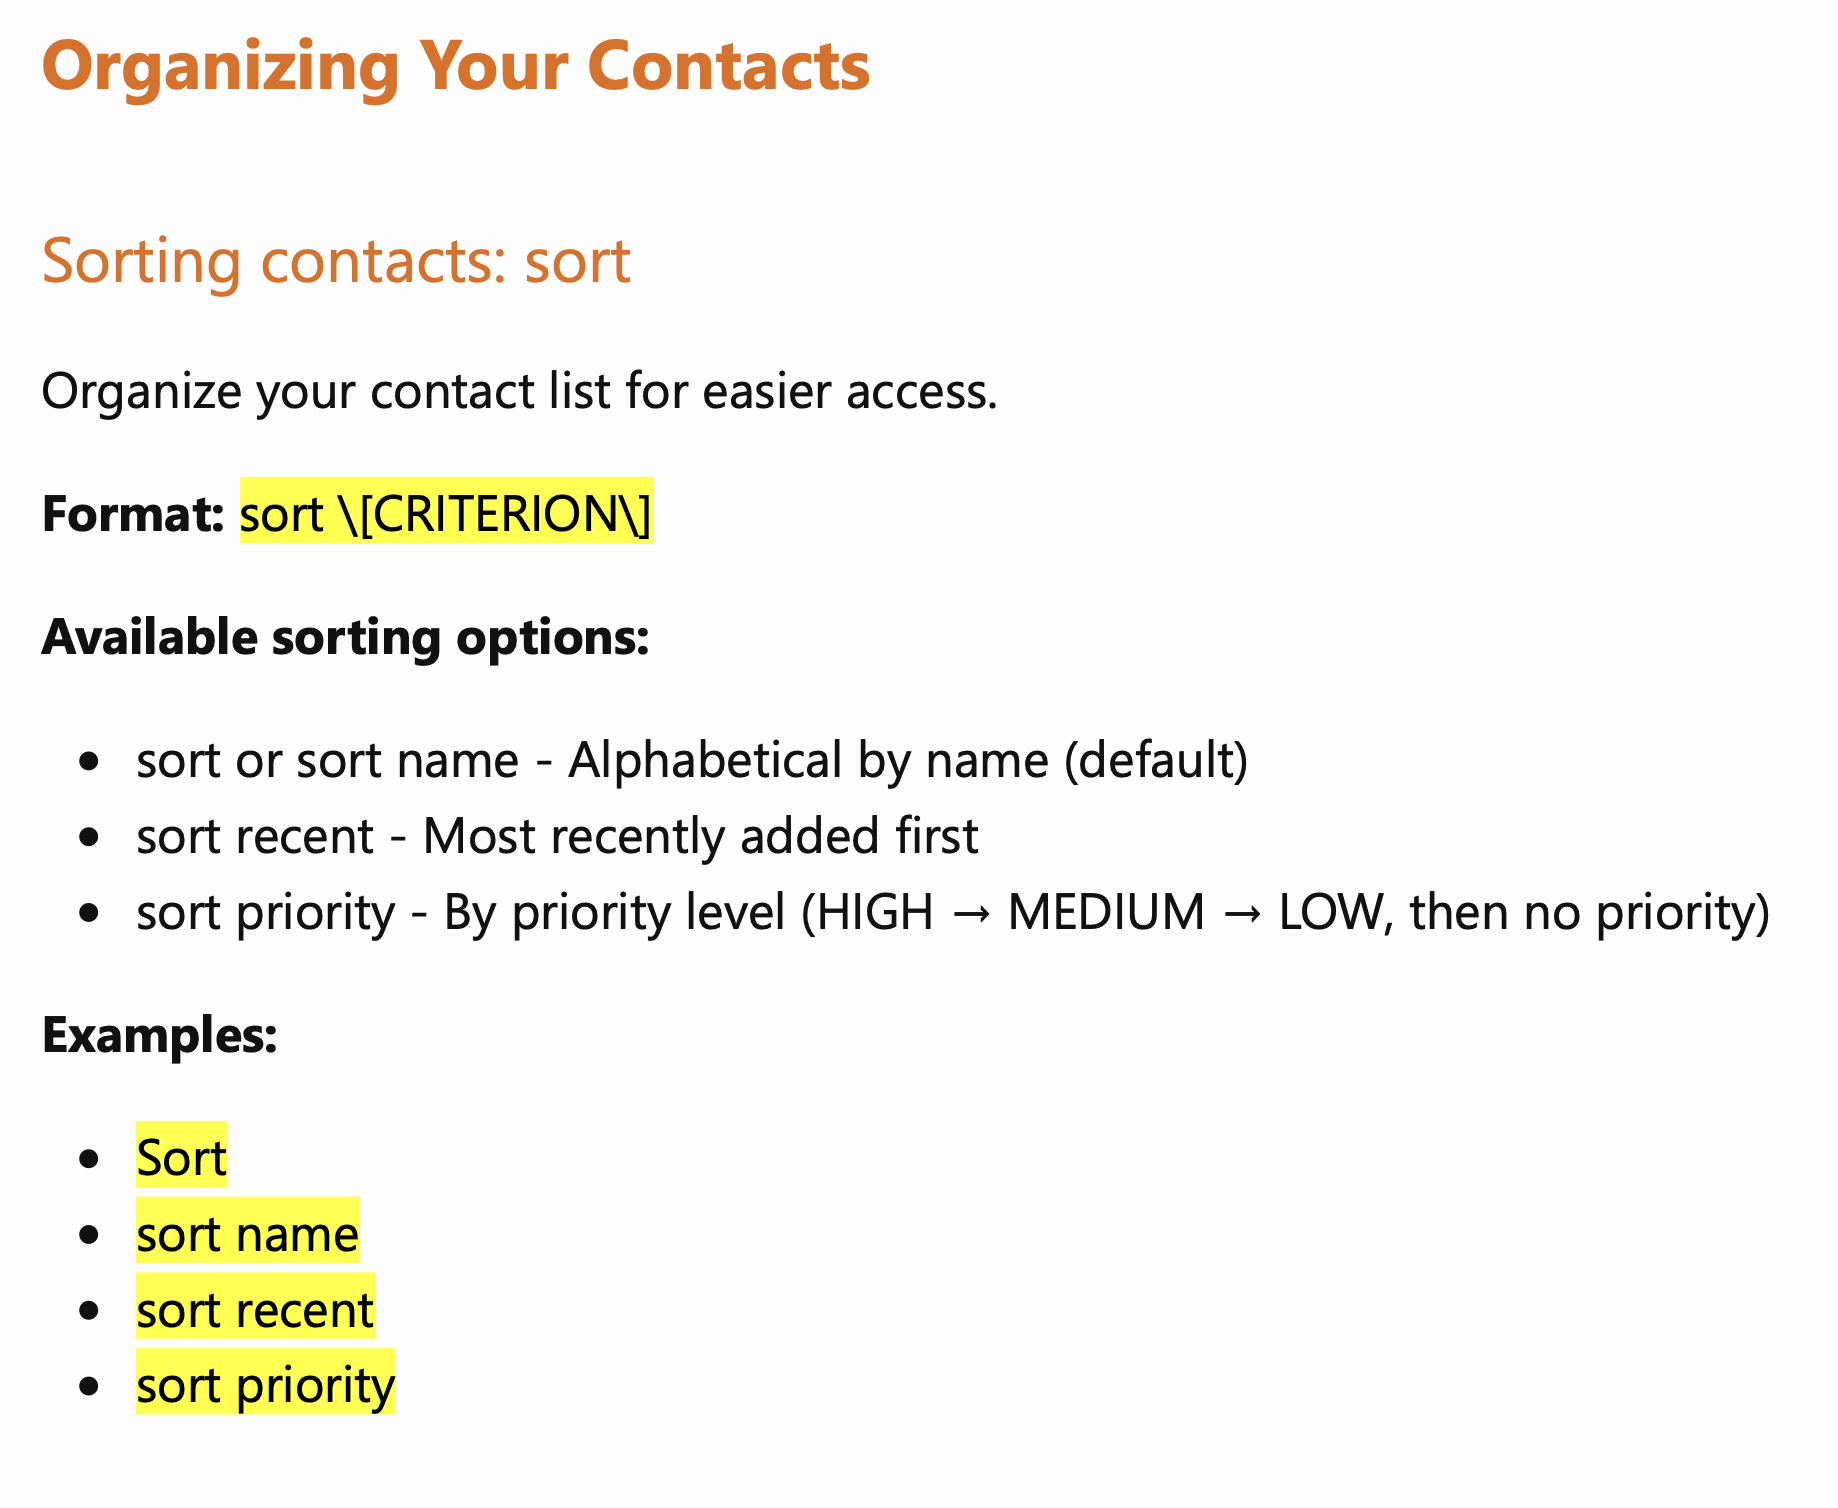 Organizing Your Contacts
Sorting contacts: sort
Organize your contact list for easier access.
Format: sort \[CRITERION\]
Available sorting options:
• sort or sort name - Alphabetical by name (default)
• sort recent - Most recently added first
• sort priority - By priority level (HIGH → MEDIUM → LOW, then no priority)
Examples:
• Sort
• sort name
• sort recent
• sort priority